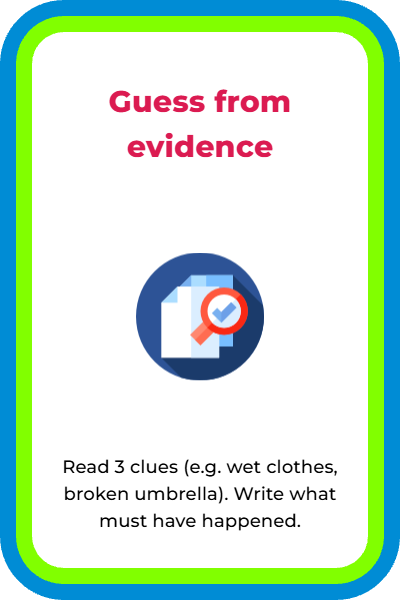 Guess from
evidence
Read 3 clues (e.g. wet clothes,
broken umbrella). Write what
must have happened.